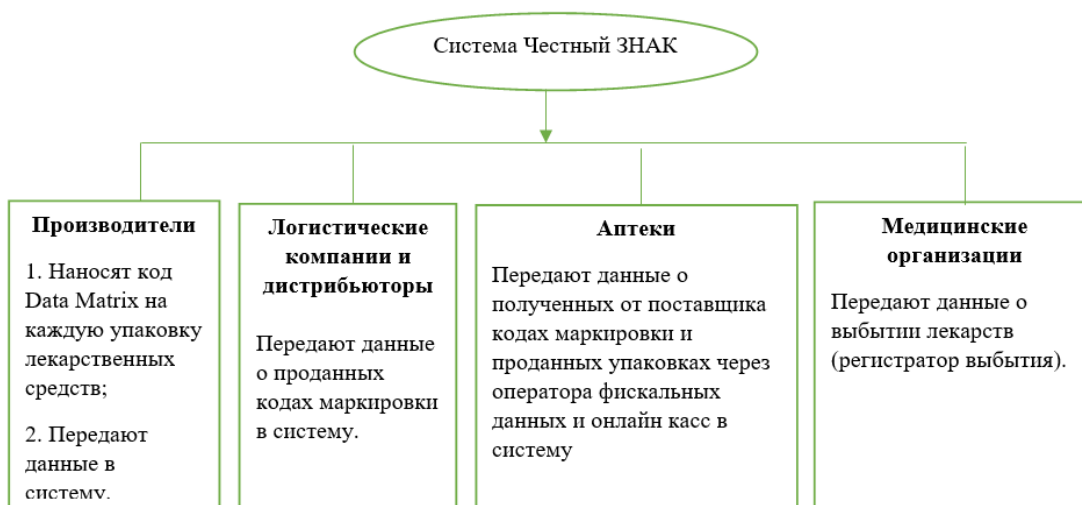 Система Честный ЗНАК
Производители
1. Наносят код
Data Matrix на
каждую упаковку
лекарственных
средств;
2. Передают
данные в
систему.
Логистические
компании и
дистрибьюторы
Передают данные
о проданных
кодах маркировки
в систему.
Аптеки
Передают данные о
полученных от поставщика
кодах маркировки и
проданных упаковках через
оператора фискальных
данных и онлайн касс в
систему
Медицинские
организации
Передают данные о
выбытии лекарств
(регистратор выбытия).